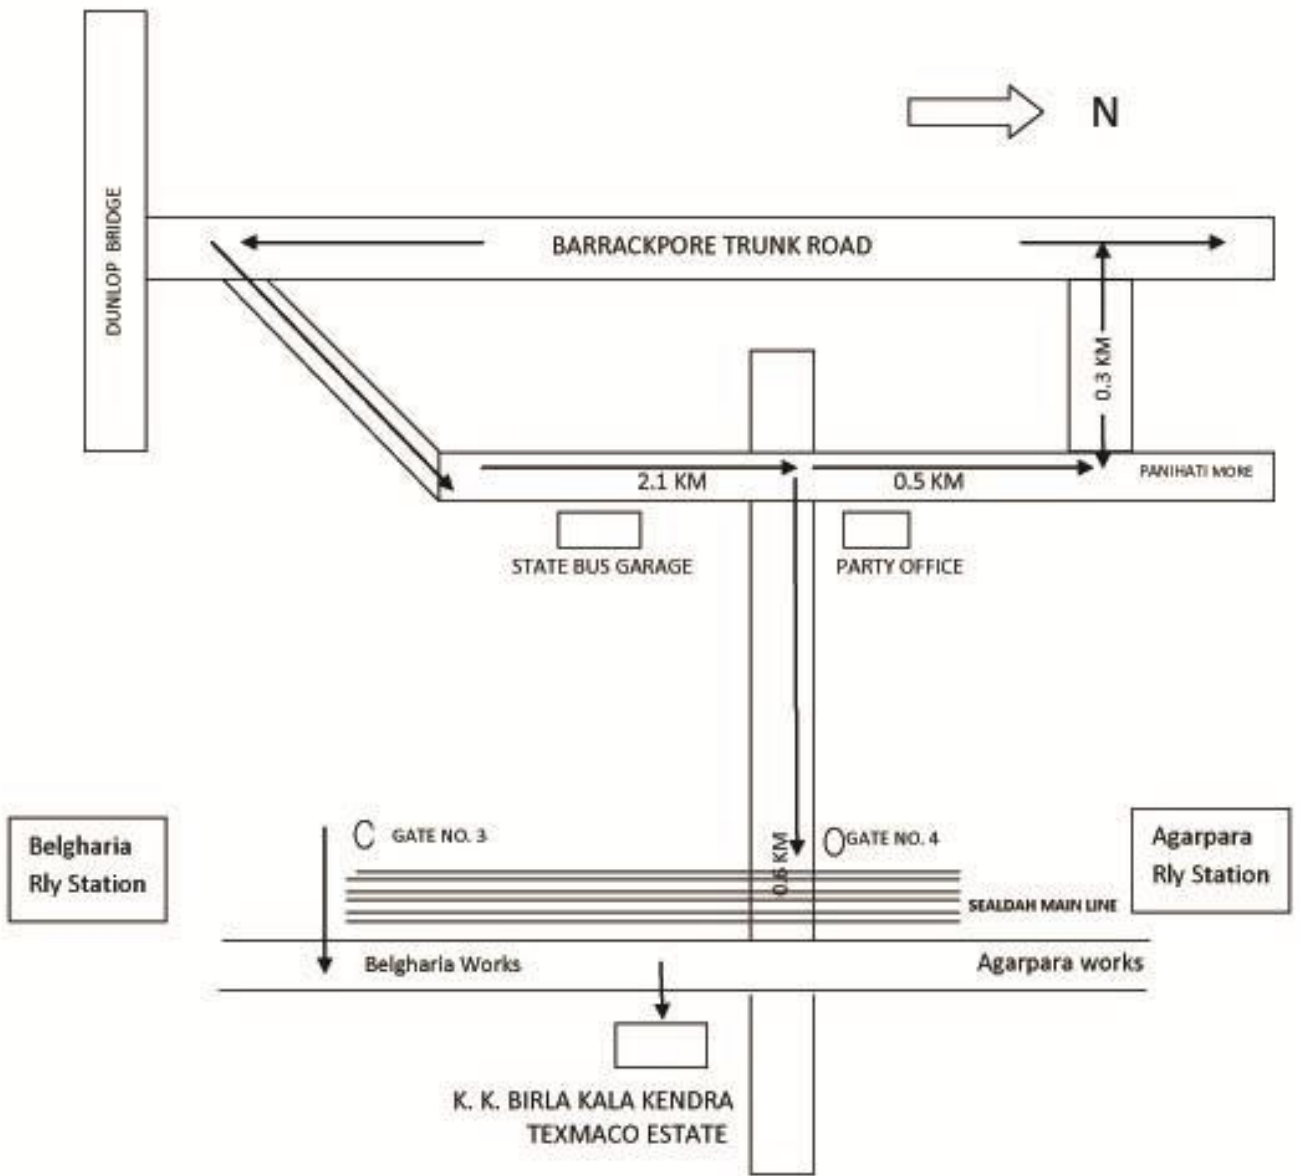 N
DUNLOP BRIDGE
BARRACKPORE TRUNK ROAD
0.3 KM
2.1 KM
0.5 KM
PANIHATI MORE
STATE BUS GARAGE
PARTY OFFICE
Belgharia
Rly Station
GATE NO. 3
0.6 KM
GATE NO. 4
Agarpara
Rly Station
SEALDAH MAIN LINE
Belgharia Works
Agarpara works
K. K. BIRLA KALA KENDRA
TEXMACO ESTATE